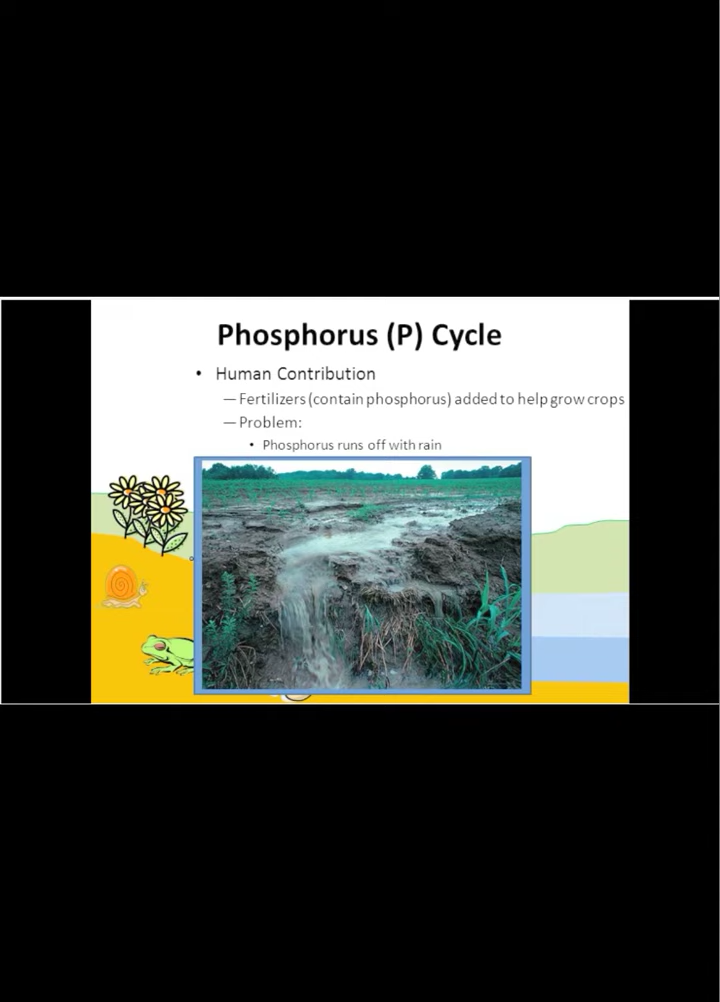 Phosphorus (P) Cycle
• Human Contribution
— Fertilizers (contain phosphorus) added to help grow crops
— Problem:
• Phosphorus runs off with rain